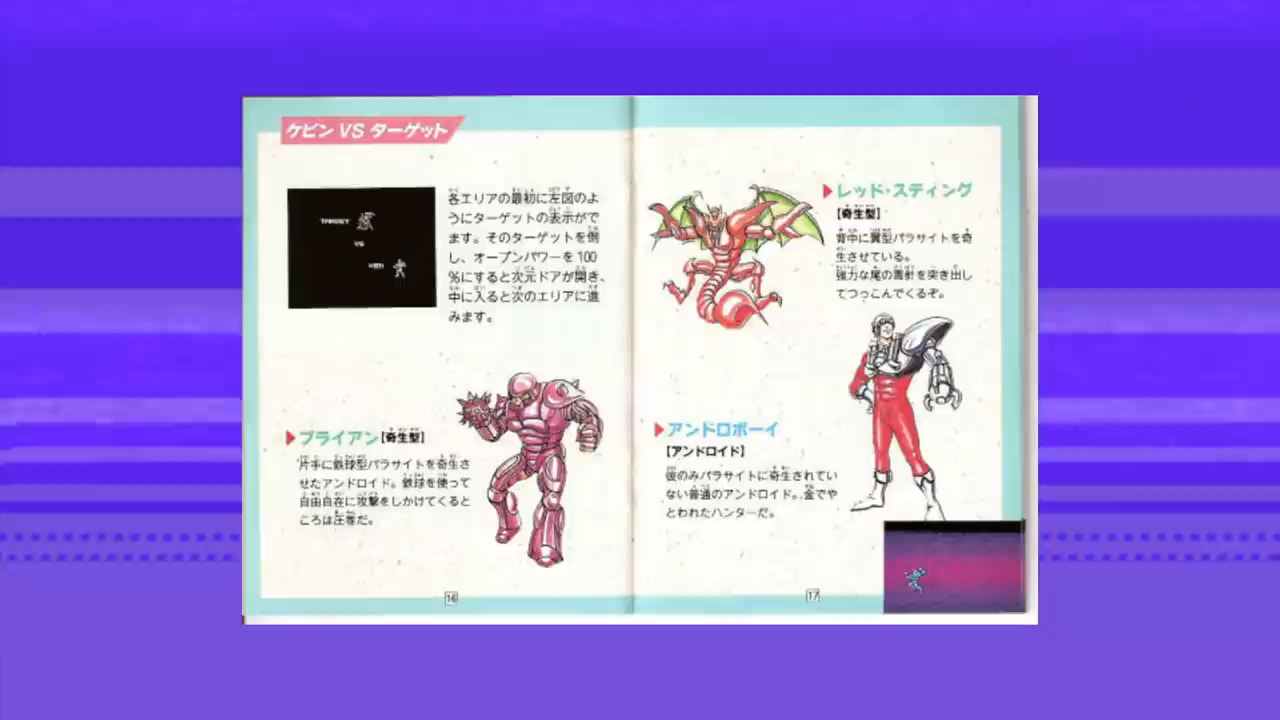 ケビン VS ターゲット
各エリアの最初に左図のよ
うにターゲットの表示がで
ます。そのターゲットを倒
し、オープンパワーを100
%にすると次元ドアが開き、
中に入ると次のエリアに進
みます。
TARGET
VS
ブライアン【寄生型】
片手に鉄球型パラサイトを寄生さ
せたアンドロイド。鉄球を使って
自由自在に攻撃をしかけてくると
ころは圧巻だ。
16
レッド・スティング
【寄生型】
背中に翼型パラサイトを寄
生させている。
強力な尾の毒針を突き出し
てつっこんでくるぞ。
アンドロボーイ
【アンドロイド】
彼のみパラサイトに寄生されてい
ない普通のアンドロイド。金でや
とわれたハンターだ。
17